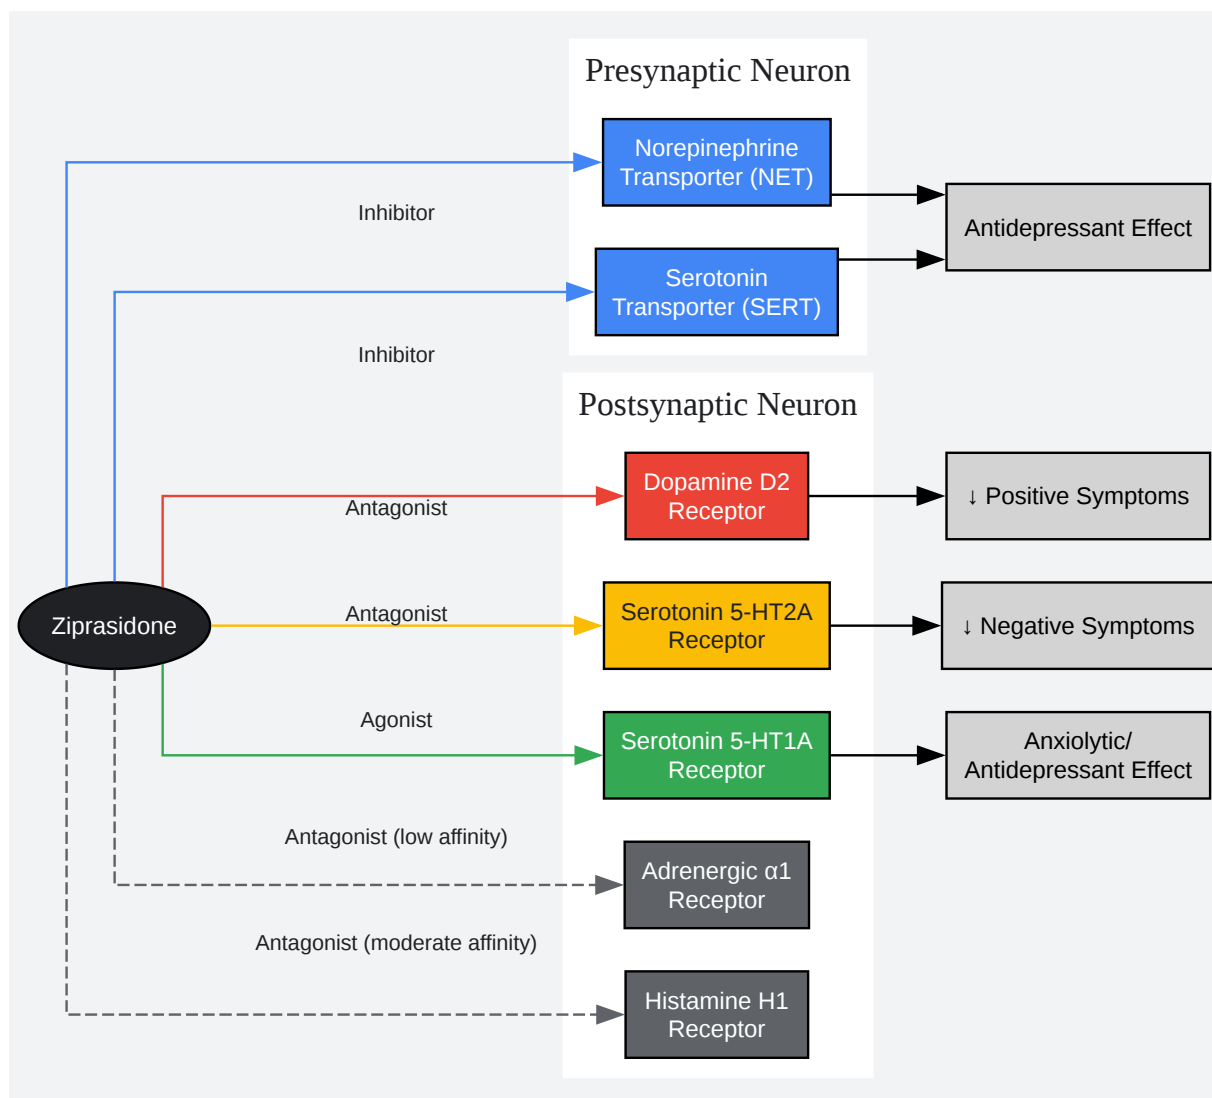 Presynaptic Neuron
Norepinephrine
Transporter (NET)
Inhibitor
Antidepressant Effect
Serotonin
Transporter (SERT)
Inhibitor
Postsynaptic Neuron
Dopamine D2
Receptor
Antagonist
↓ Positive Symptoms
Ziprasidone
Antagonist
Serotonin 5-HT2A
Receptor
↓ Negative Symptoms
Agonist
Serotonin 5-HT1A
Receptor
Anxiolytic/
Antidepressant Effect
Antagonist (low affinity)
Adrenergic α1
Receptor
Antagonist (moderate affinity)
Histamine H1
Receptor